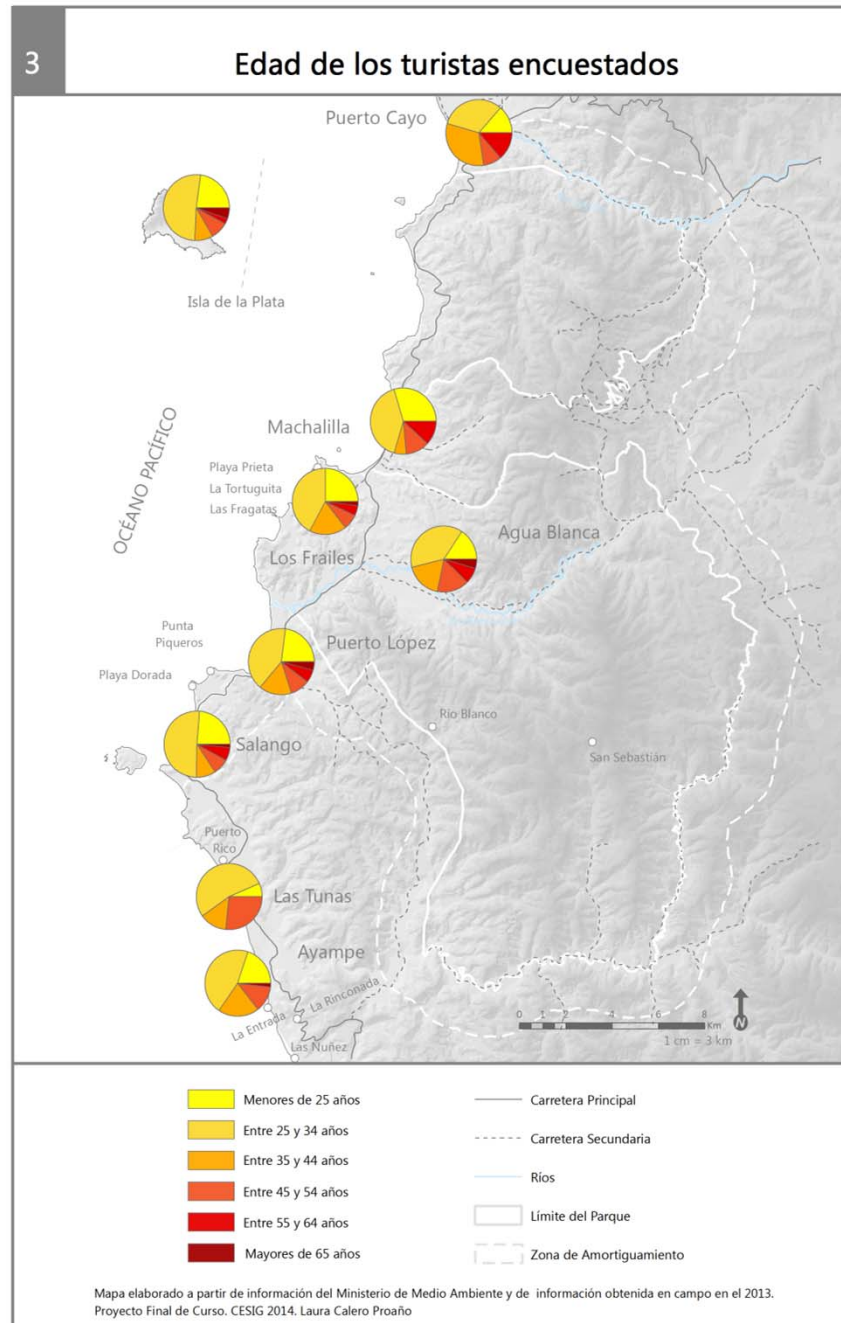 3
Edad de los turistas encuestados
Puerto Cayo
Isla de la Plata
OCÉANO PACÍFICO
Machalilla
Playa Prieta
La Tortuguita
Las Fragatas
Agua Blanca
Los Frailes
Punta
Piqueros
Puerto López
Playa Dorada
Río Blanco
Salango
San Sebastián
Puerto
Rico
Las Tunas
Ayampe
La Rinconada
La Entrada
Las Nuñez
0 1 2 4 6 8
Km
1 cm = 3 km
N
Menores de 25 años
Entre 25 y 34 años
Entre 35 y 44 años
Entre 45 y 54 años
Entre 55 y 64 años
Mayores de 65 años
Carretera Principal
Carretera Secundaria
Ríos
Límite del Parque
Zona de Amortiguamiento
Mapa elaborado a partir de información del Ministerio de Medio Ambiente y de información obtenida en campo en el 2013.
Proyecto Final de Curso. CESIG 2014. Laura Calero Proaño